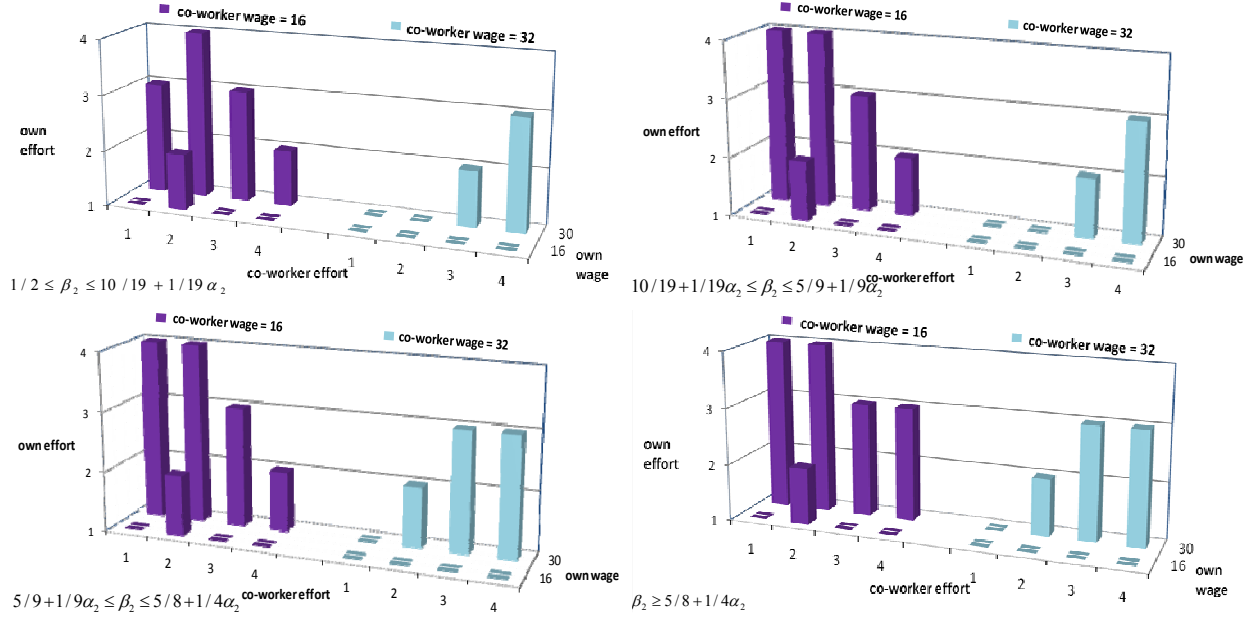 co-worker wage = 16
co-worker wage = 32
4
3
2
1
own
effort
1
2
3
4
1
2
3
4
30
16
own
wage
co-worker effort
1 / 2 ≤ β₂ ≤ 10 / 19 + 1 / 19 α₂
co-worker wage = 16
co-worker wage = 32
4
3
2
1
own effort
1
2
3
4
1
2
3
4
30
16
own wage
co-worker effort
10 / 19 + 1 / 19α₂ ≤ β₂ ≤ 5 / 9 + 1 / 9α₂
co-worker wage = 16
co-worker wage = 32
4
3
2
1
own effort
1
2
3
4
1
2
3
4
30
16
own wage
co-worker effort
5 / 9 + 1 / 9α₂ ≤ β₂ ≤ 5 / 8 + 1 / 4α₂
co-worker wage = 16
co-worker wage = 32
4
3
2
1
own
effort
1
2
3
4
1
2
3
4
30
16
own
wage
co-worker effort
β₂ ≥ 5 / 8 + 1 / 4α₂